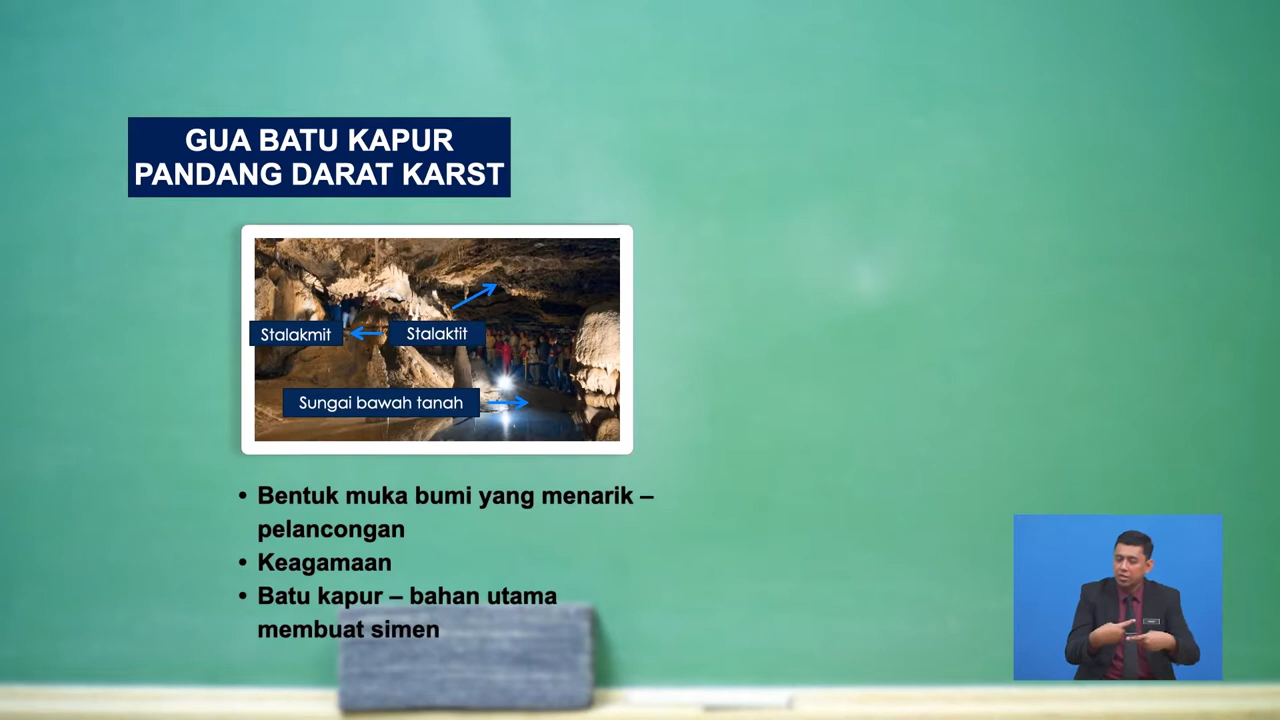 GUA BATU KAPUR
PANDANG DARAT KARST
Stalakmit
Stalaktit
Sungai bawah tanah
• Bentuk muka bumi yang menarik –
pelancongan
• Keagamaan
• Batu kapur – bahan utama
membuat simen